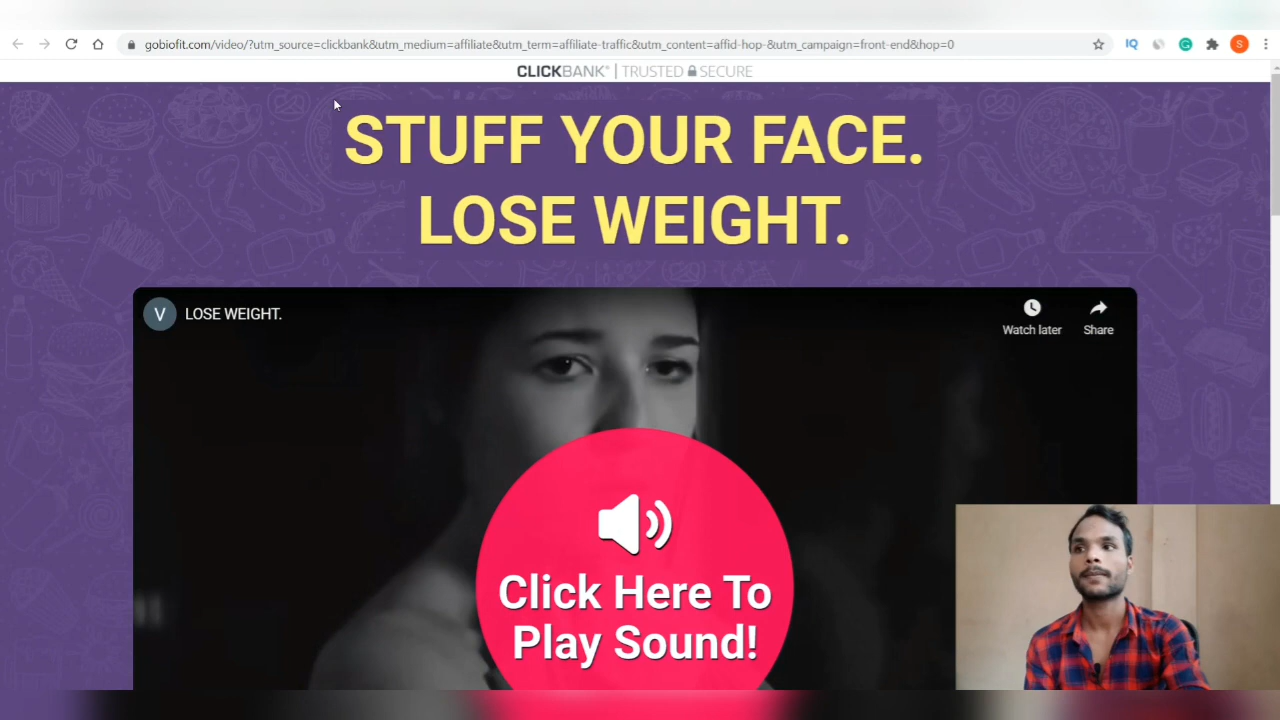 gobiofit.com/video/?utm_source=clickbank&utm_medium=affiliate&utm_term=affiliate-traffic&utm_content=affid-hop-&utm_campaign=front-end&hop=0
IQ
G
S
CLICKBANK® | TRUSTED SECURE
STUFF YOUR FACE.
LOSE WEIGHT.
V LOSE WEIGHT.
Watch later
Share
Click Here To
Play Sound!